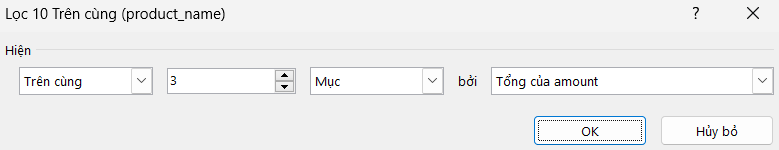 Lọc 10 Trên cùng (product_name)
Hiện
Trên cùng 3 Mục bởi Tổng của amount
OK Hủy bỏ